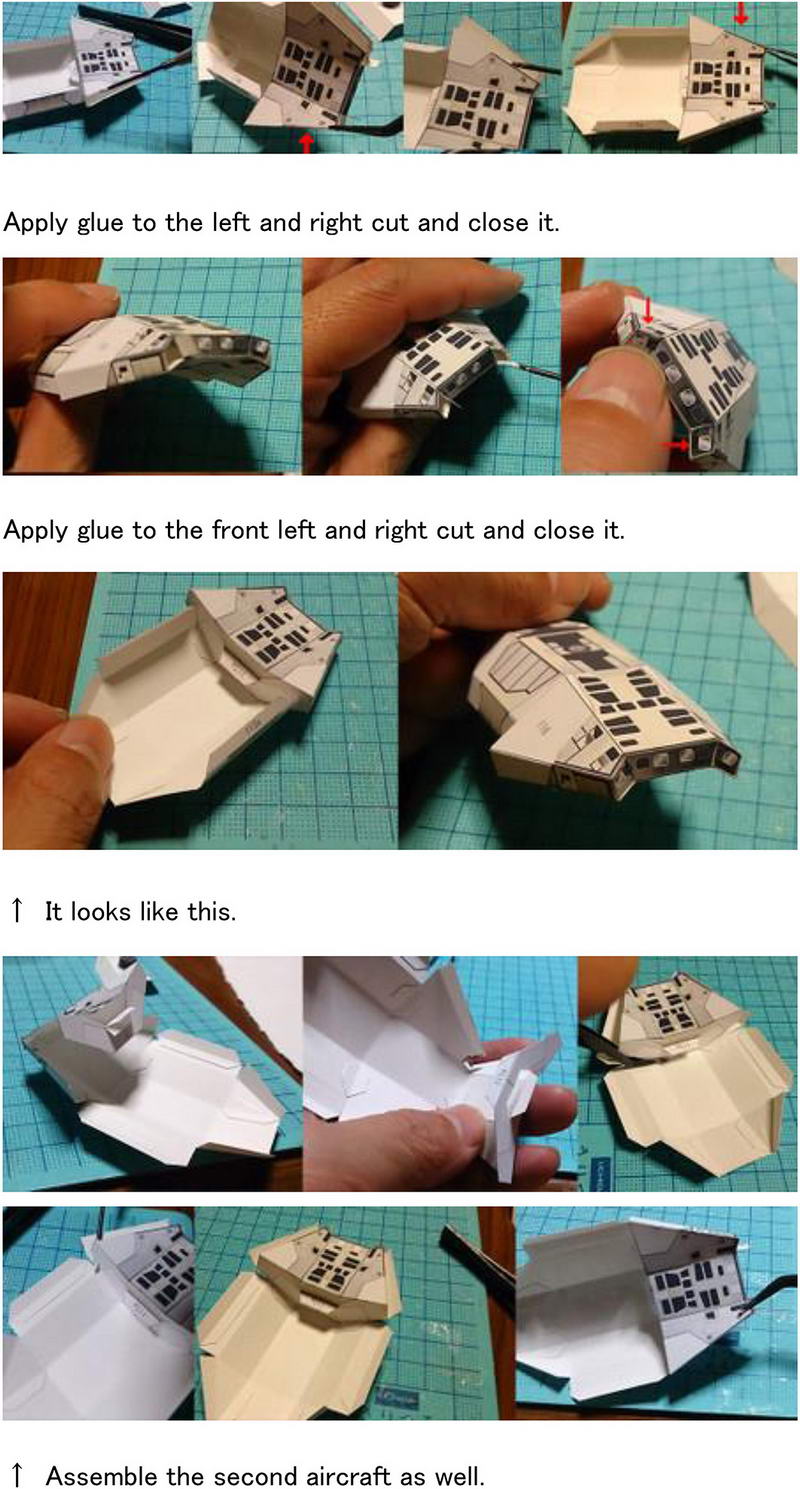 Apply glue to the left and right cut and close it.
Apply glue to the front left and right cut and close it.
↑ It looks like this.
↑ Assemble the second aircraft as well.